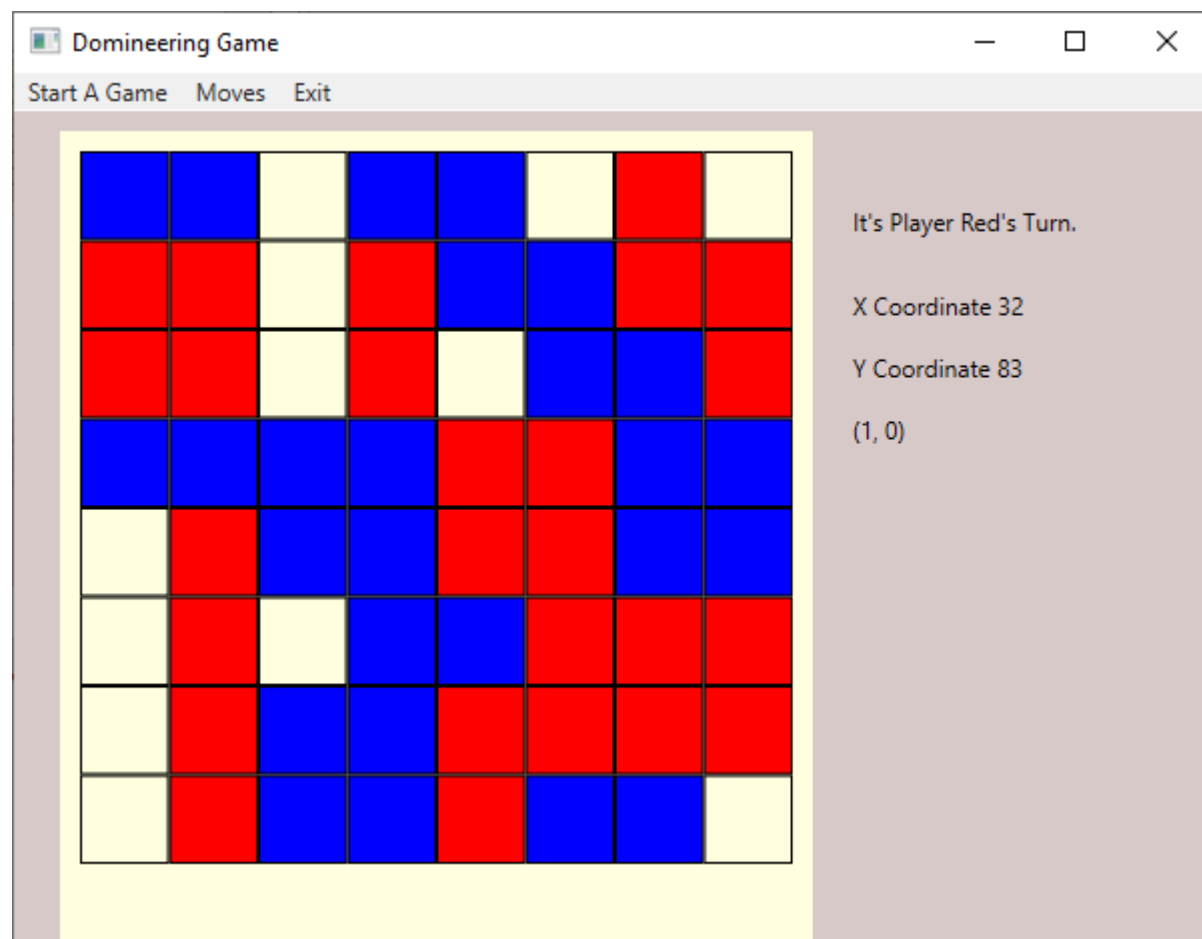 Domineering Game
Start A Game Moves Exit
It's Player Red's Turn.
X Coordinate 32
Y Coordinate 83
(1, 0)